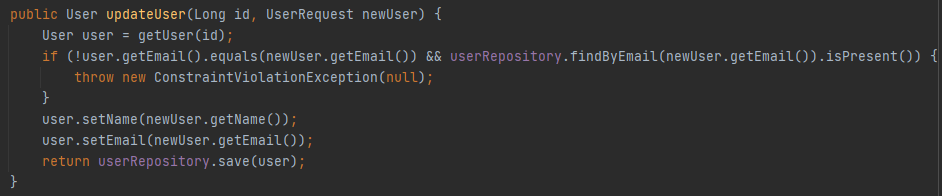 public User updateUser(Long id, UserRequest newUser) {
    User user = getUser(id);
    if (!user.getEmail().equals(newUser.getEmail()) && userRepository.findByEmail(newUser.getEmail()).isPresent()) {
        throw new ConstraintViolationException(null);
    }
    user.setName(newUser.getName());
    user.setEmail(newUser.getEmail());
    return userRepository.save(user);
}